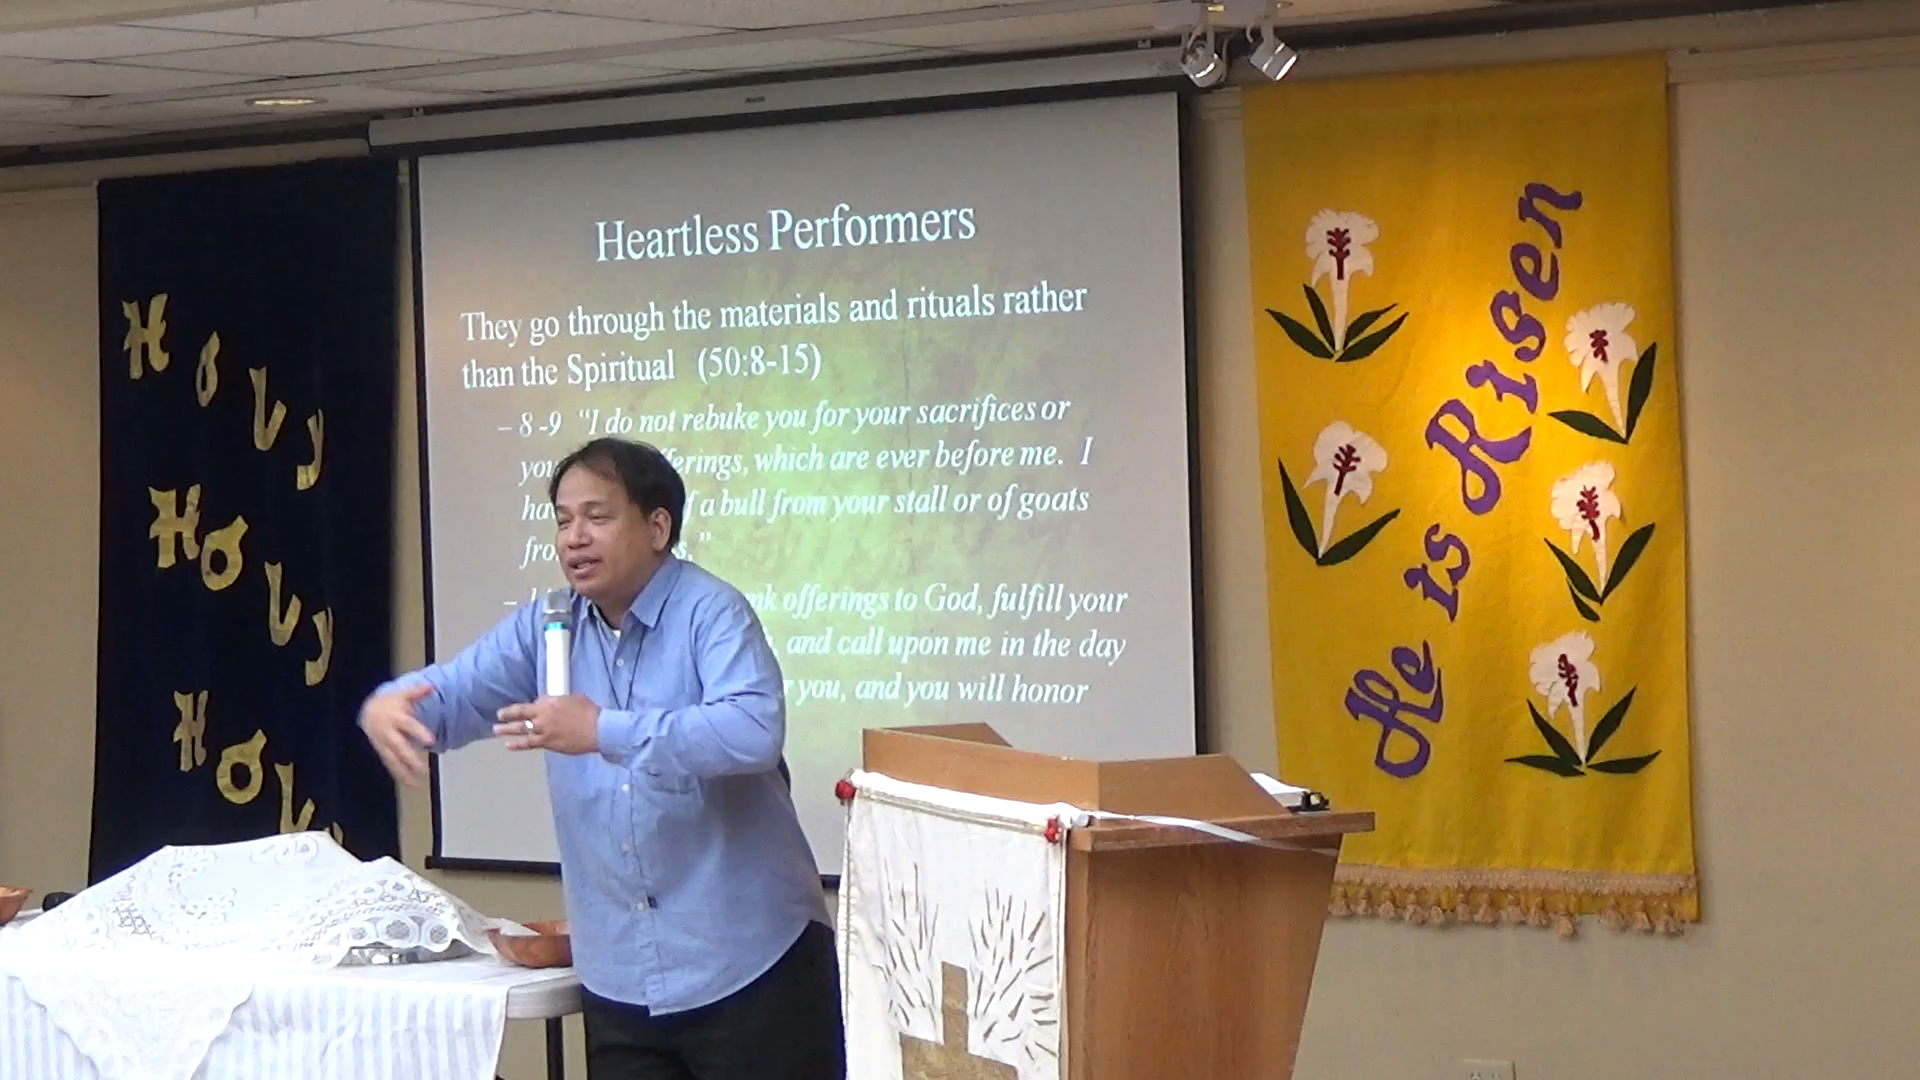 Holy
Holy
Holy
Heartless Performers
They go through the materials and rituals rather
than the Spiritual (50:8-15)
– 8 -9 “I do not rebuke you for your sacrifices or
ferings, which are ever before me. I
a bull from your stall or of goats
.”
– offerings to God, fulfill your
and call upon me in the day
you, and you will honor
He is Risen